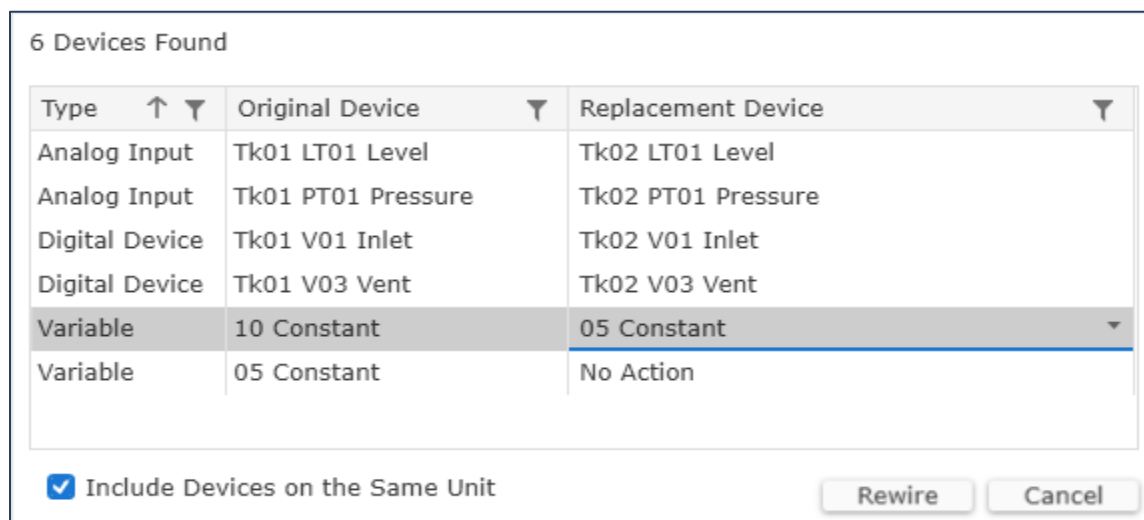 6 Devices Found
Type Original Device Replacement Device
Analog Input Tk01 LT01 Level Tk02 LT01 Level
Analog Input Tk01 PT01 Pressure Tk02 PT01 Pressure
Digital Device Tk01 V01 Inlet Tk02 V01 Inlet
Digital Device Tk01 V03 Vent Tk02 V03 Vent
Variable 10 Constant 05 Constant
Variable 05 Constant No Action
Include Devices on the Same Unit Rewire Cancel